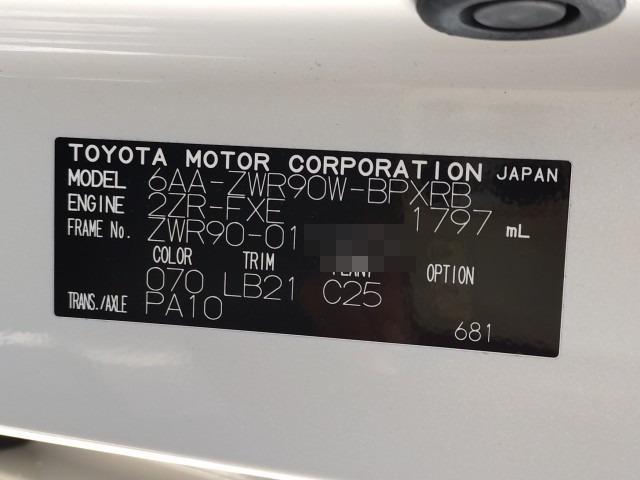 TOYOTA MOTOR CORPORATION JAPAN
MODEL 6AA-ZWR90W-BPXRB
ENGINE 2ZR-FXE 1797 mL
FRAME No. ZWR90-01
COLOR TRIM OPTION
070 LB21 C25
TRANS./AXLE PA10
681